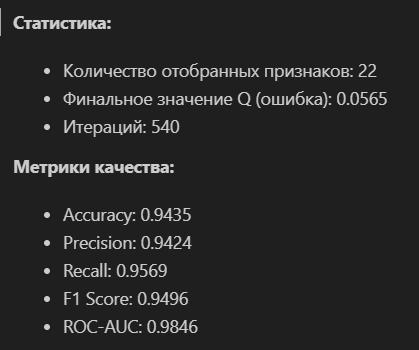 Статистика:
• Количество отобранных признаков: 22
• Финальное значение Q (ошибка): 0.0565
• Итераций: 540
Метрики качества:
• Accuracy: 0.9435
• Precision: 0.9424
• Recall: 0.9569
• F1 Score: 0.9496
• ROC-AUC: 0.9846